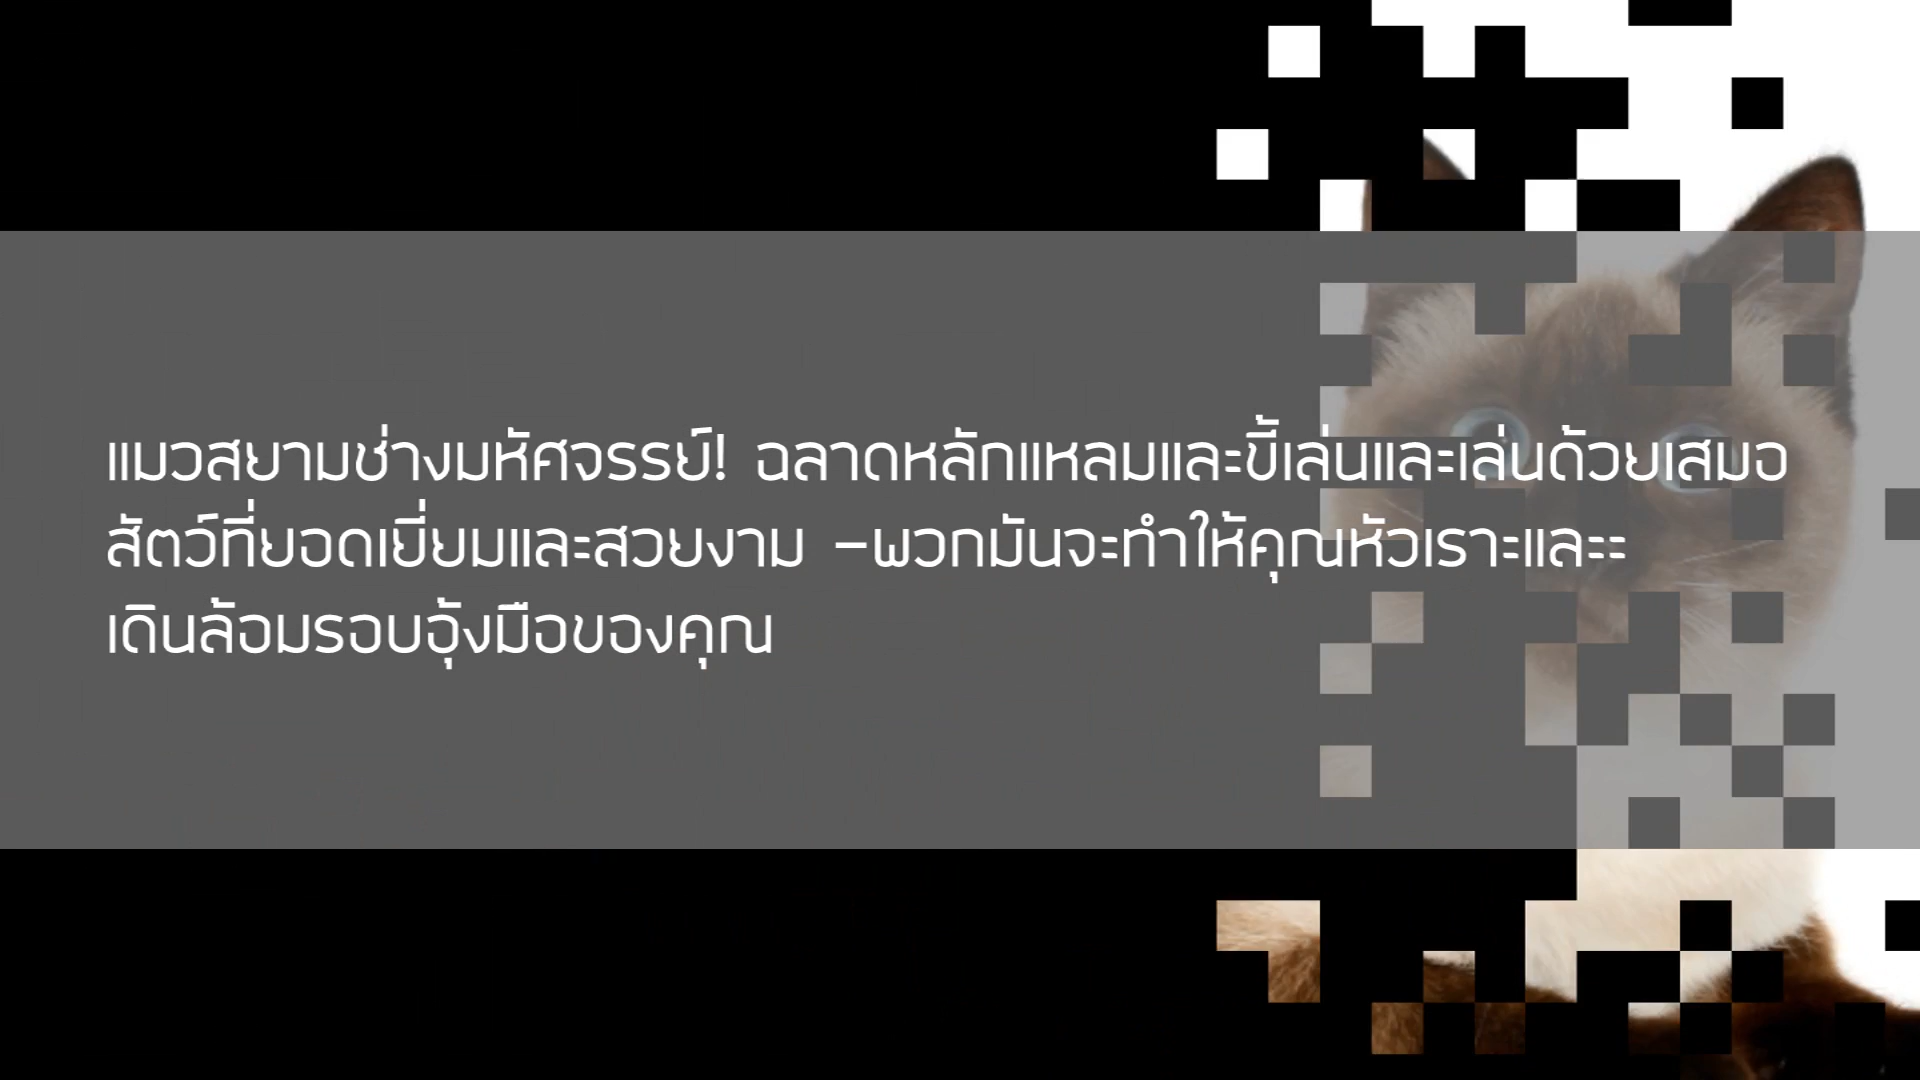 แมวสยามช่างมหัศจรรย์! ฉลาดหลักแหลมและขี้เล่นและเล่นด้วยเสมอ
สัตว์ที่ยอดเยี่ยมและสวยงาม –พวกมันจะทำให้คุณหัวเราะและะ
เดินล้อมรอบอุ้งมือของคุณ